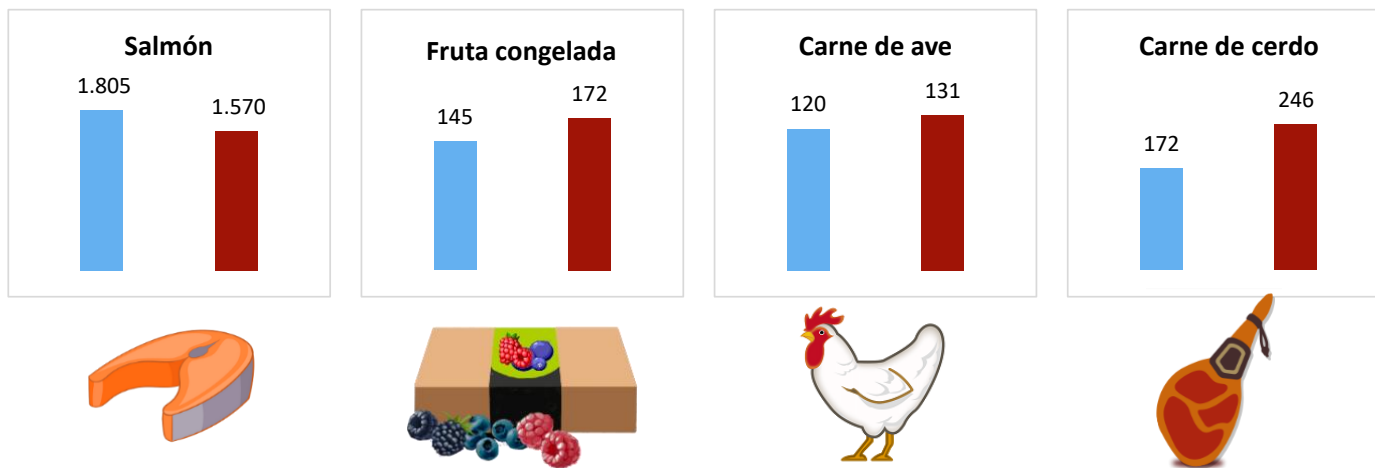 Salmón
1.805
1.570
Fruta congelada
145
172
Carne de ave
120
131
Carne de cerdo
172
246